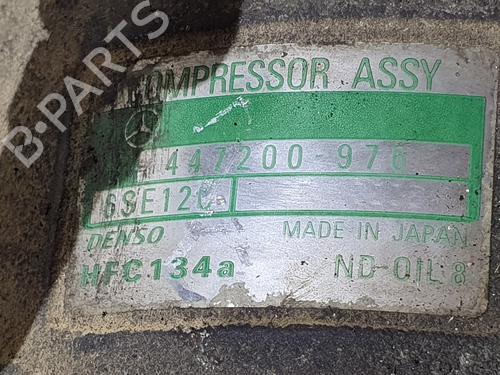 B-PARTS
COMPRESSOR ASSY
447200-976
6SE12C
DENSO MADE IN JAPAN
HFC134a ND-OIL 8